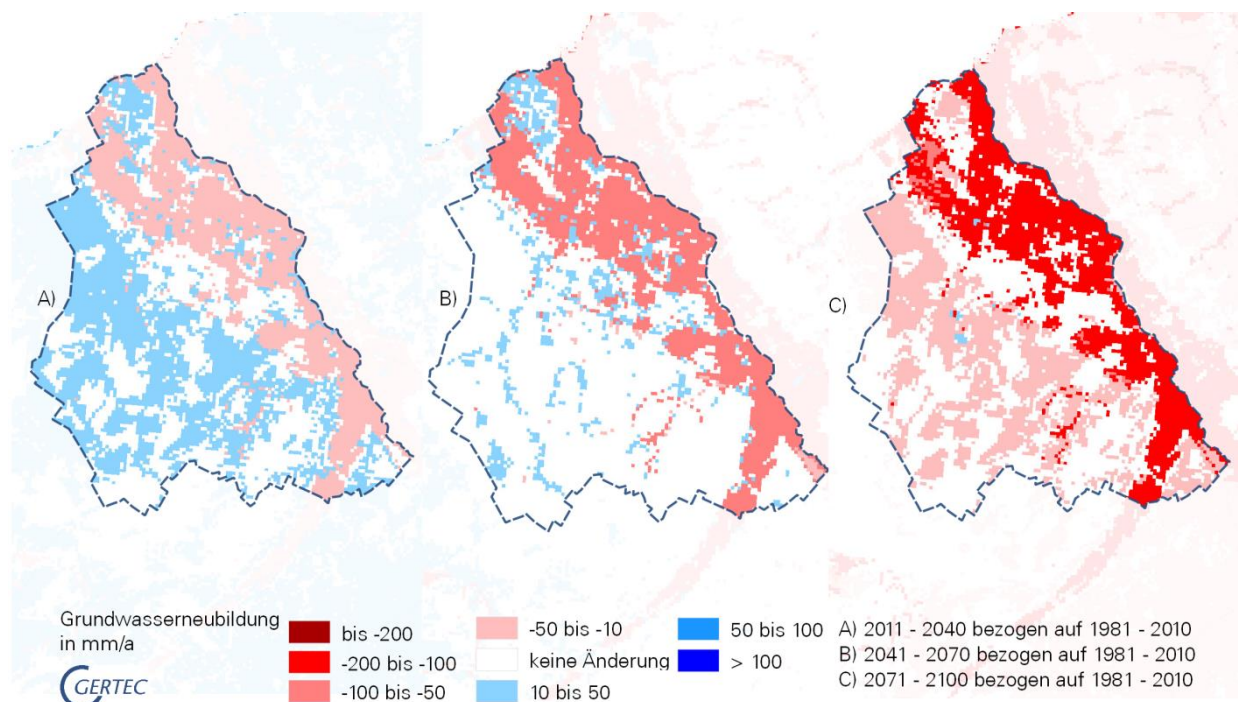 A)
B)
C)
Grundwasserneubildung
in mm/a
GERTEC
bis -200
-200 bis -100
-100 bis -50
-50 bis -10
keine Änderung
10 bis 50
50 bis 100
> 100
A) 2011 - 2040 bezogen auf 1981 - 2010
B) 2041 - 2070 bezogen auf 1981 - 2010
C) 2071 - 2100 bezogen auf 1981 - 2010